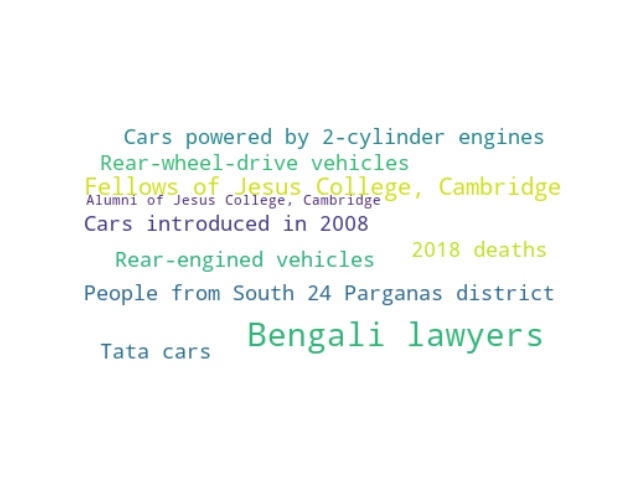 Cars powered by 2-cylinder engines
Rear-wheel-drive vehicles
Fellows of Jesus College, Cambridge
Alumni of Jesus College, Cambridge
Cars introduced in 2008
2018 deaths
Rear-engined vehicles
People from South 24 Parganas district
Bengali lawyers
Tata cars